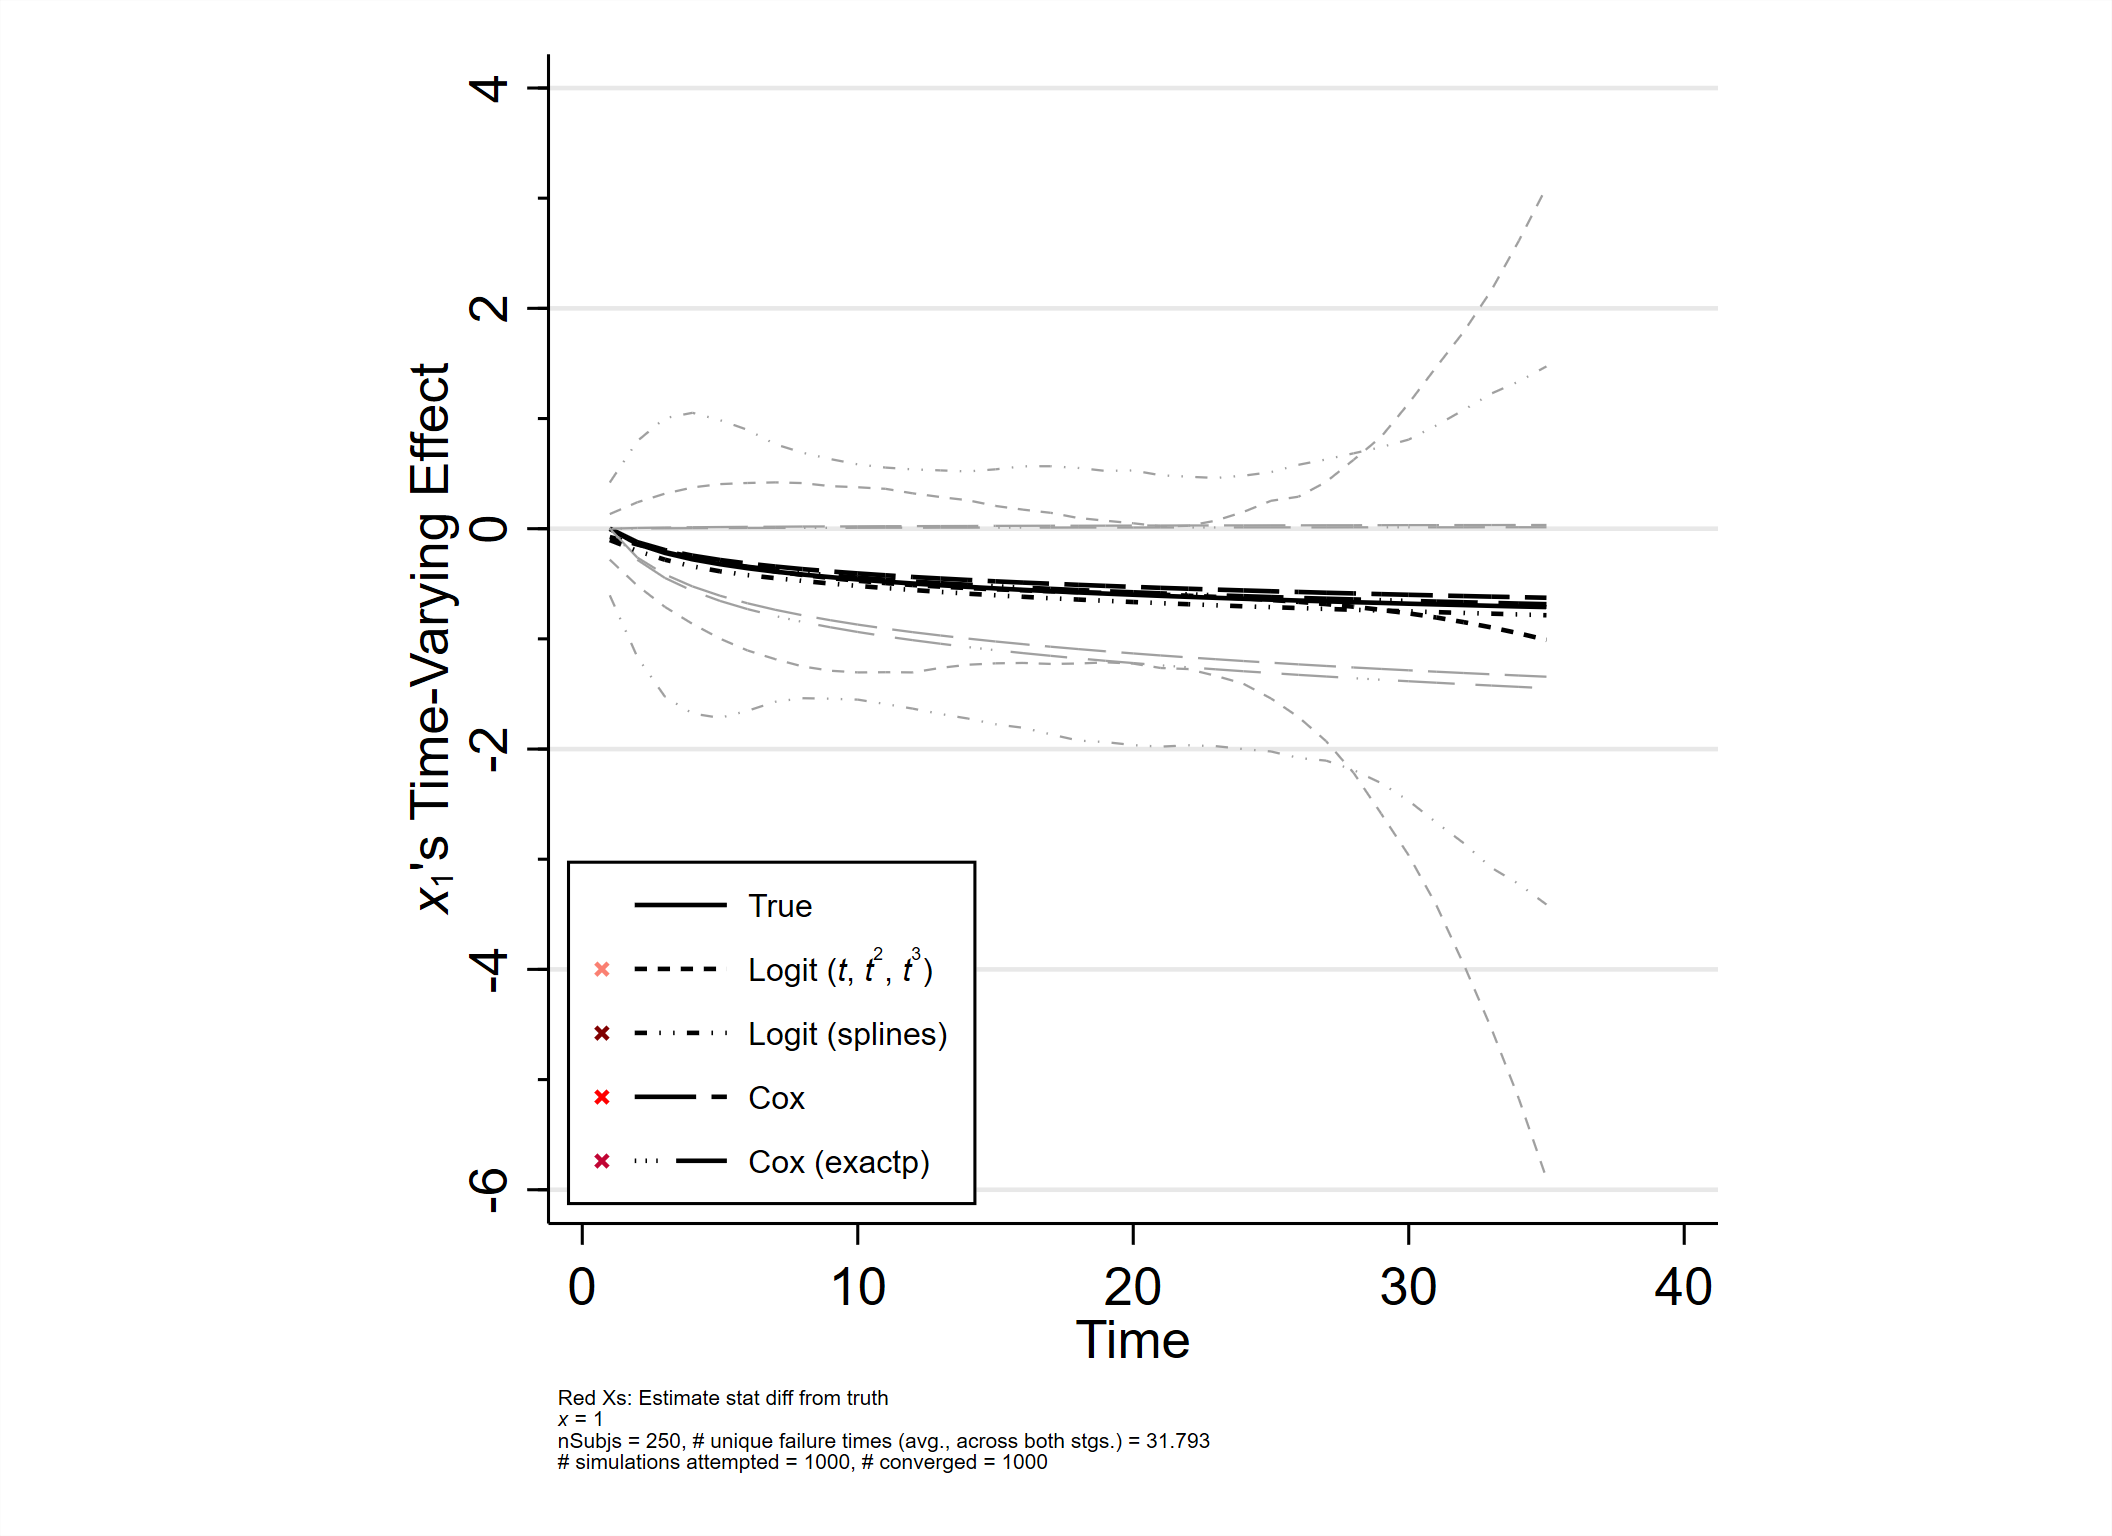 4
2
0
-2
-4
-6
x₁'s Time-Varying Effect
True
Logit (t, t², t³)
Logit (splines)
Cox
Cox (exactp)
0 10 20 30 40
Time
Red Xs: Estimate stat diff from truth
x = 1
nSubjs = 250, # unique failure times (avg., across both stgs.) = 31.793
# simulations attempted = 1000, # converged = 1000